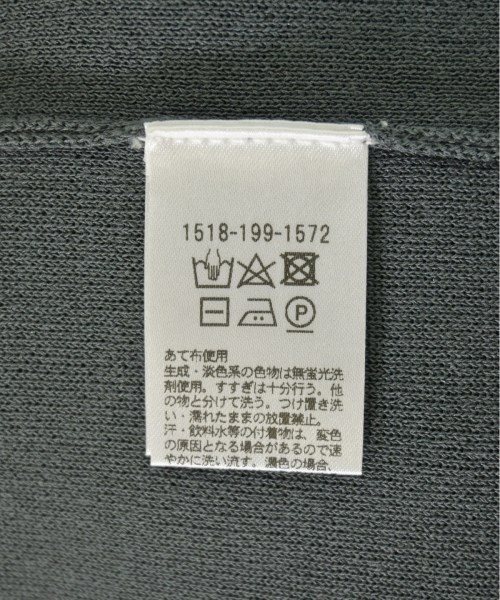 1518-199-1572
P
あて布使用
生成・淡色系の色物は無蛍光洗
剤使用。すすぎは十分行う。他
の物と分けて洗う。つけ置き洗
い・濡れたままの放置禁止。
汗・飲料水等の付着物は、変色
の原因となる場合があるので速
やかに洗い流す。濃色の場合、